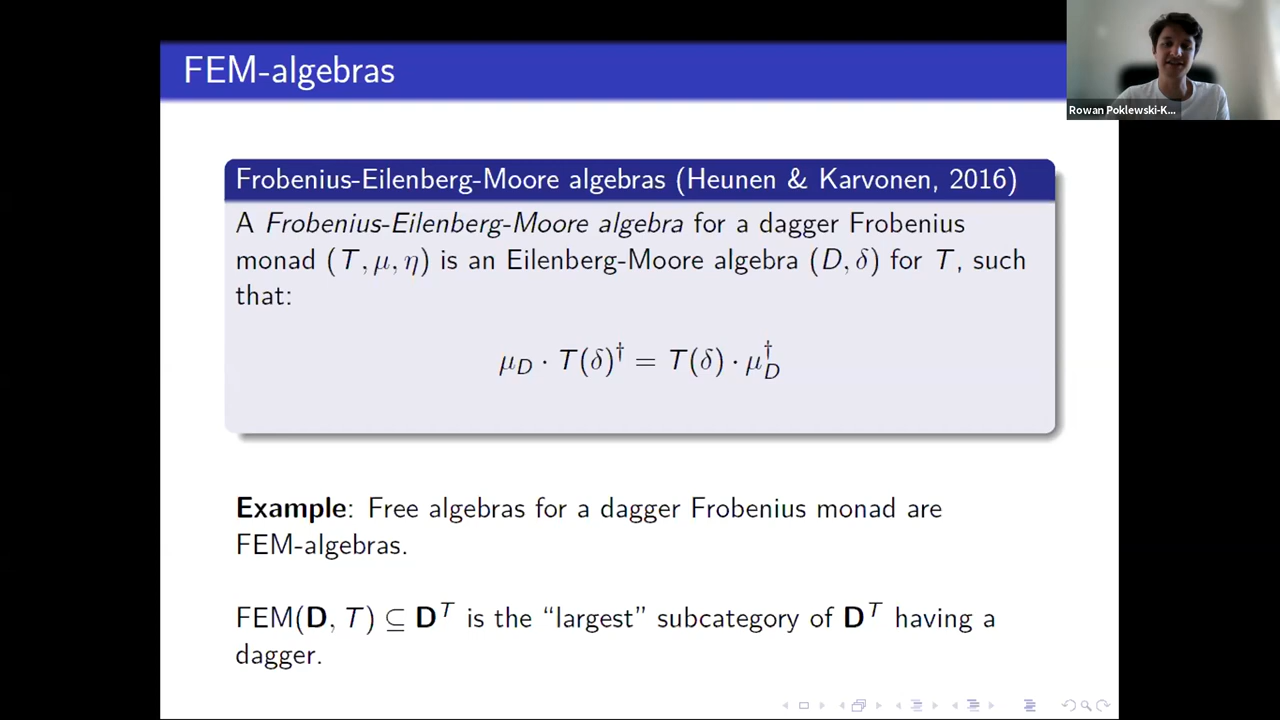 FEM-algebras
Rowan Poklewski-K...
Frobenius-Eilenberg-Moore algebras (Heunen & Karvonen, 2016)
A Frobenius-Eilenberg-Moore algebra for a dagger Frobenius
monad (T, μ, η) is an Eilenberg-Moore algebra (D, δ) for T, such
that:
μ_D · T(δ)† = T(δ) · μ_D†
Example: Free algebras for a dagger Frobenius monad are
FEM-algebras.
FEM(D, T) ⊆ D^T is the “largest” subcategory of D^T having a
dagger.